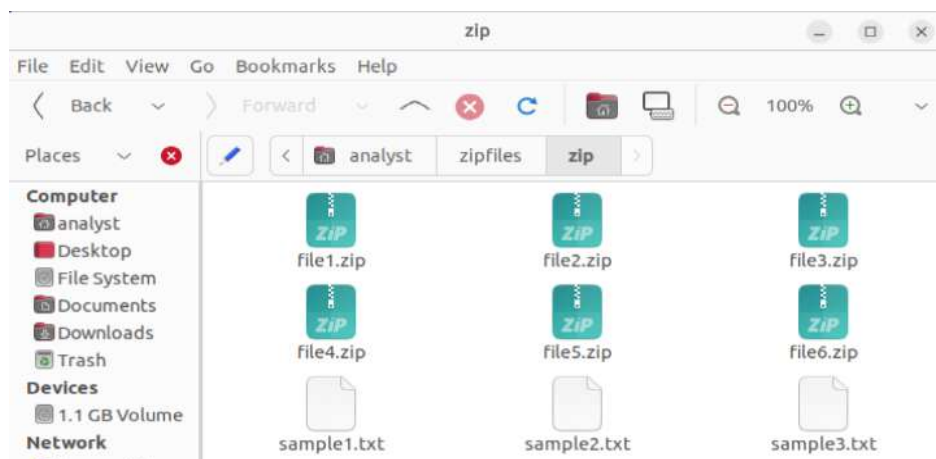 zip
File Edit View Go Bookmarks Help
Back Forward 100%
Places analyst zipfiles zip
Computer
analyst
Desktop
File System
Documents
Downloads
Trash
Devices
1.1 GB Volume
Network
ZiP ZiP ZiP
file1.zip file2.zip file3.zip
ZiP ZiP ZiP
file4.zip file5.zip file6.zip
sample1.txt sample2.txt sample3.txt